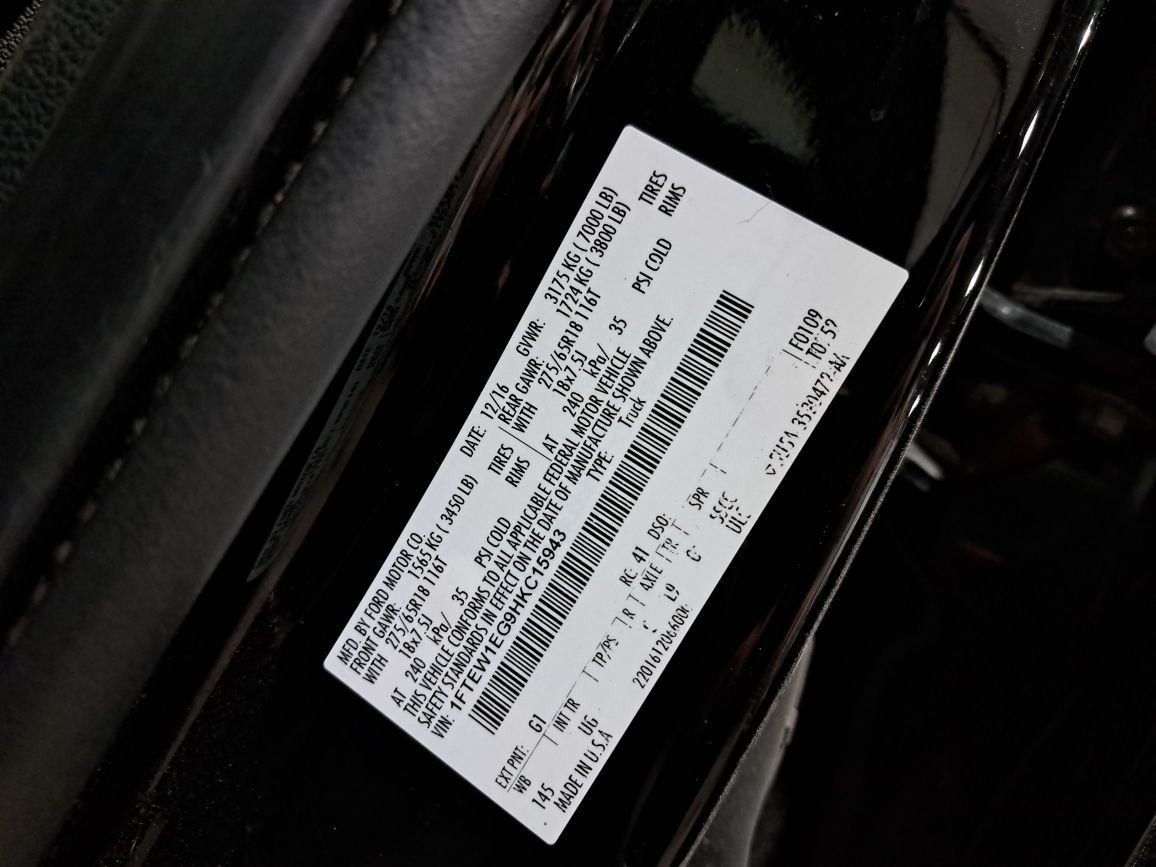 MFD. BY FORD MOTOR CO.
DATE: 12/16 GVWR: 3175 KG ( 7000 LB)
FRONT GAWR: 1565 KG ( 3450 LB) REAR GAWR: 1724 KG ( 3800 LB)
WITH 275/65R18 116T TIRES WITH 275/65R18 116T TIRES
18x7.5J RIMS 18x7.5J RIMS
AT 240 kPa/ 35 PSI COLD AT 240 kPa/ 35 PSI COLD
THIS VEHICLE CONFORMS TO ALL APPLICABLE FEDERAL MOTOR VEHICLE
SAFETY STANDARDS IN EFFECT ON THE DATE OF MANUFACTURE SHOWN ABOVE.
VIN: 1FTEW1EG9HKC15943 TYPE: Truck
EXT PNT: G1 RC: 41 DSO: F0109
WB INT TR TP/PS R AXLE TR SPR
145 UG L9 G
MADE IN U.S.A